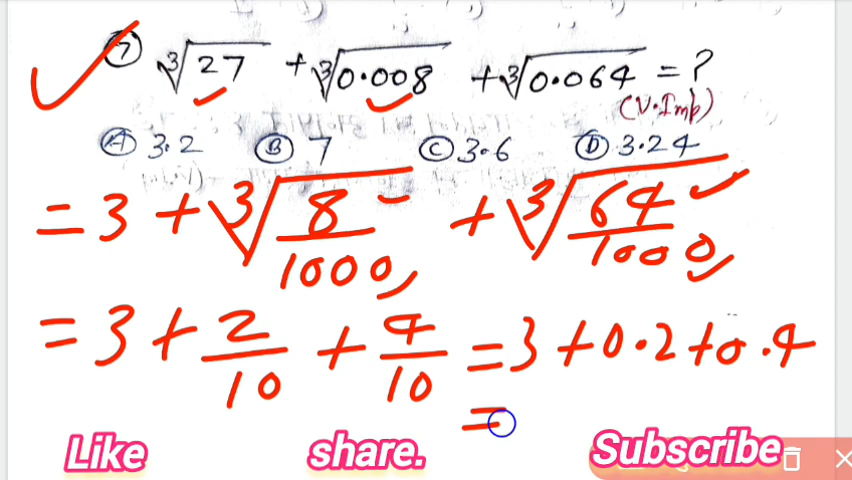 ⑦ ∛27 + ∛0.008 + ∛0.064 = ?
(V.Imp)
Ⓐ 3.2 Ⓑ 7 Ⓒ 3.6 Ⓓ 3.24
= 3 + ∛(8/1000) + ∛(64/1000)
= 3 + 2/10 + 4/10 = 3 + 0.2 + 0.4
=
Like share. Subscribe